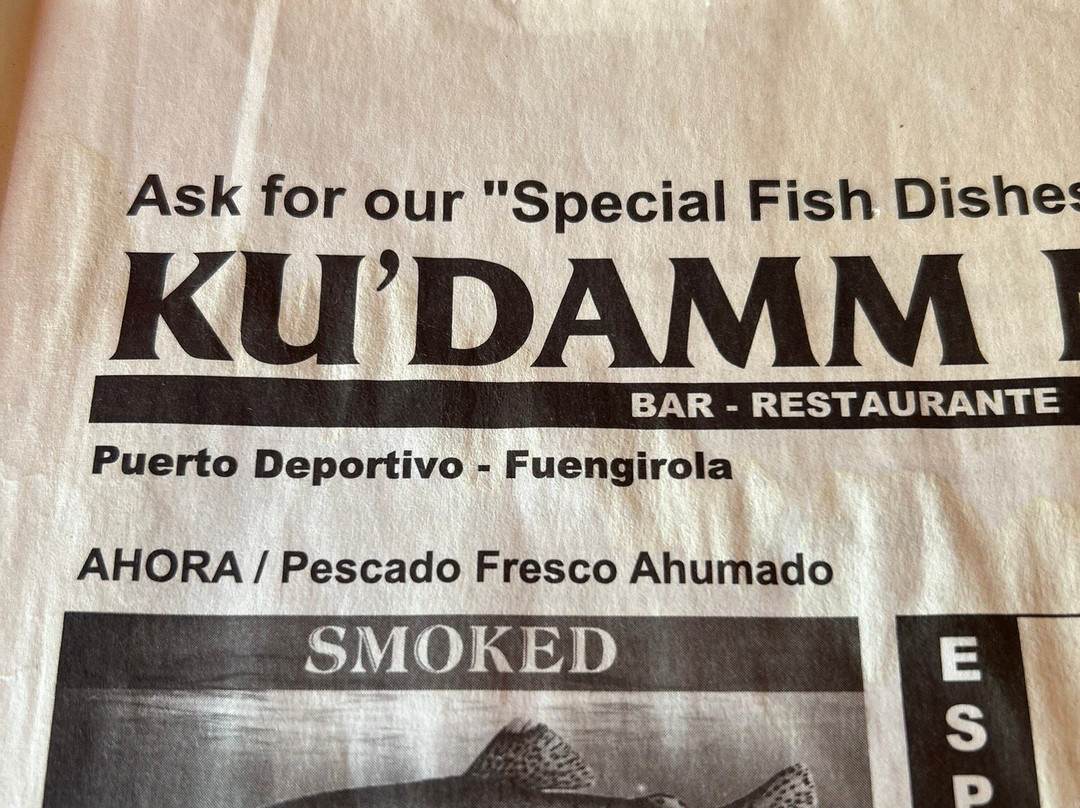 Ask for our "Special Fish Dishes
KU'DAMM
BAR - RESTAURANTE
Puerto Deportivo - Fuengirola
AHORA / Pescado Fresco Ahumado
SMOKED
E
S
P